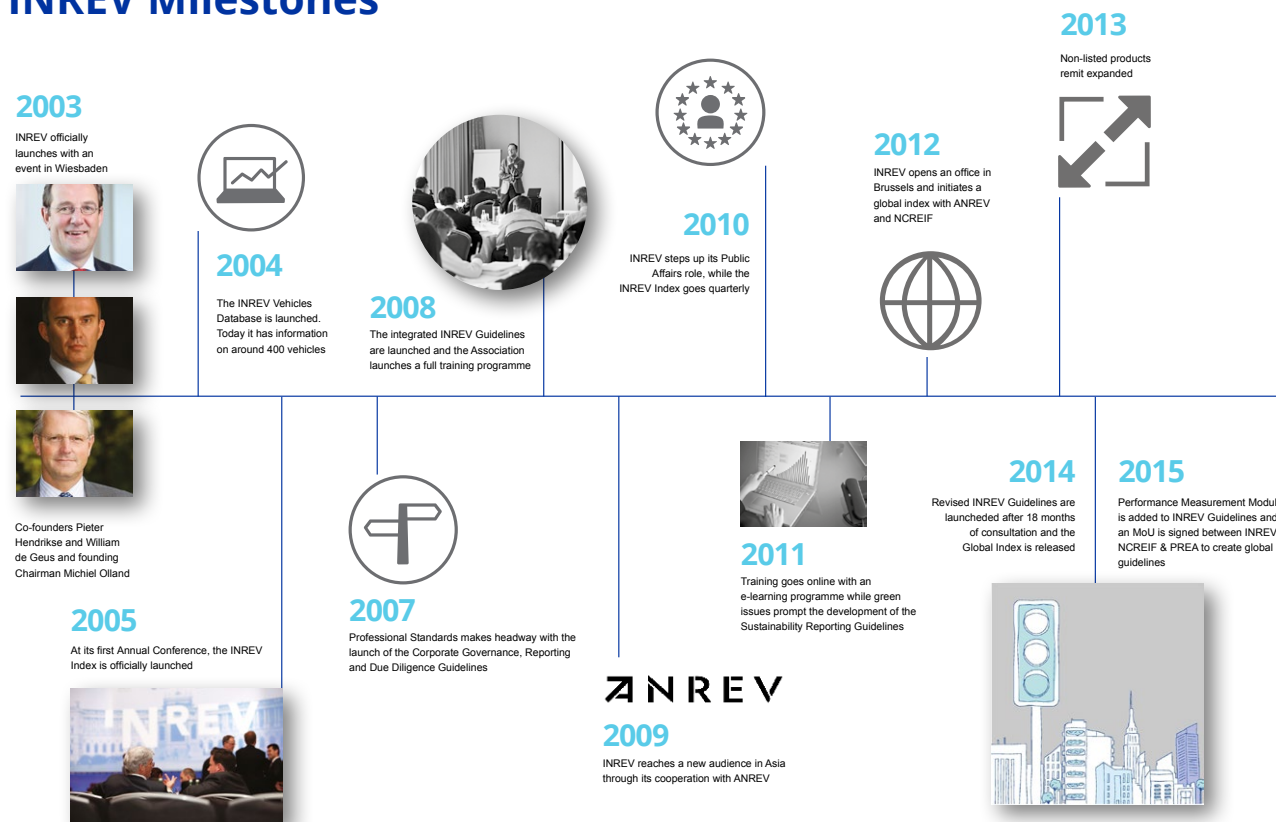 INREV Milestones
2003
INREV officially
launches with an
event in Wiesbaden
Co-founders Pieter
Hendrikse and William
de Geus and founding
Chairman Michiel Olland
2004
The INREV Vehicles
Database is launched.
Today it has information
on around 400 vehicles
2005
At its first Annual Conference, the INREV
Index is officially launched
INREV
2007
Professional Standards makes headway with the
launch of the Corporate Governance, Reporting
and Due Diligence Guidelines
2008
The integrated INREV Guidelines
are launched and the Association
launches a full training programme
ANREV
2009
INREV reaches a new audience in Asia
through its cooperation with ANREV
2010
INREV steps up its Public
Affairs role, while the
INREV Index goes quarterly
2011
Training goes online with an
e-learning programme while green
issues prompt the development of the
Sustainability Reporting Guidelines
2012
INREV opens an office in
Brussels and initiates a
global index with ANREV
and NCREIF
2013
Non-listed products
remit expanded
2014
Revised INREV Guidelines are
launcheded after 18 months
of consultation and the
Global Index is released
2015
Performance Measurement Modul
is added to INREV Guidelines and
an MoU is signed between INREV
NCREIF & PREA to create global
guidelines